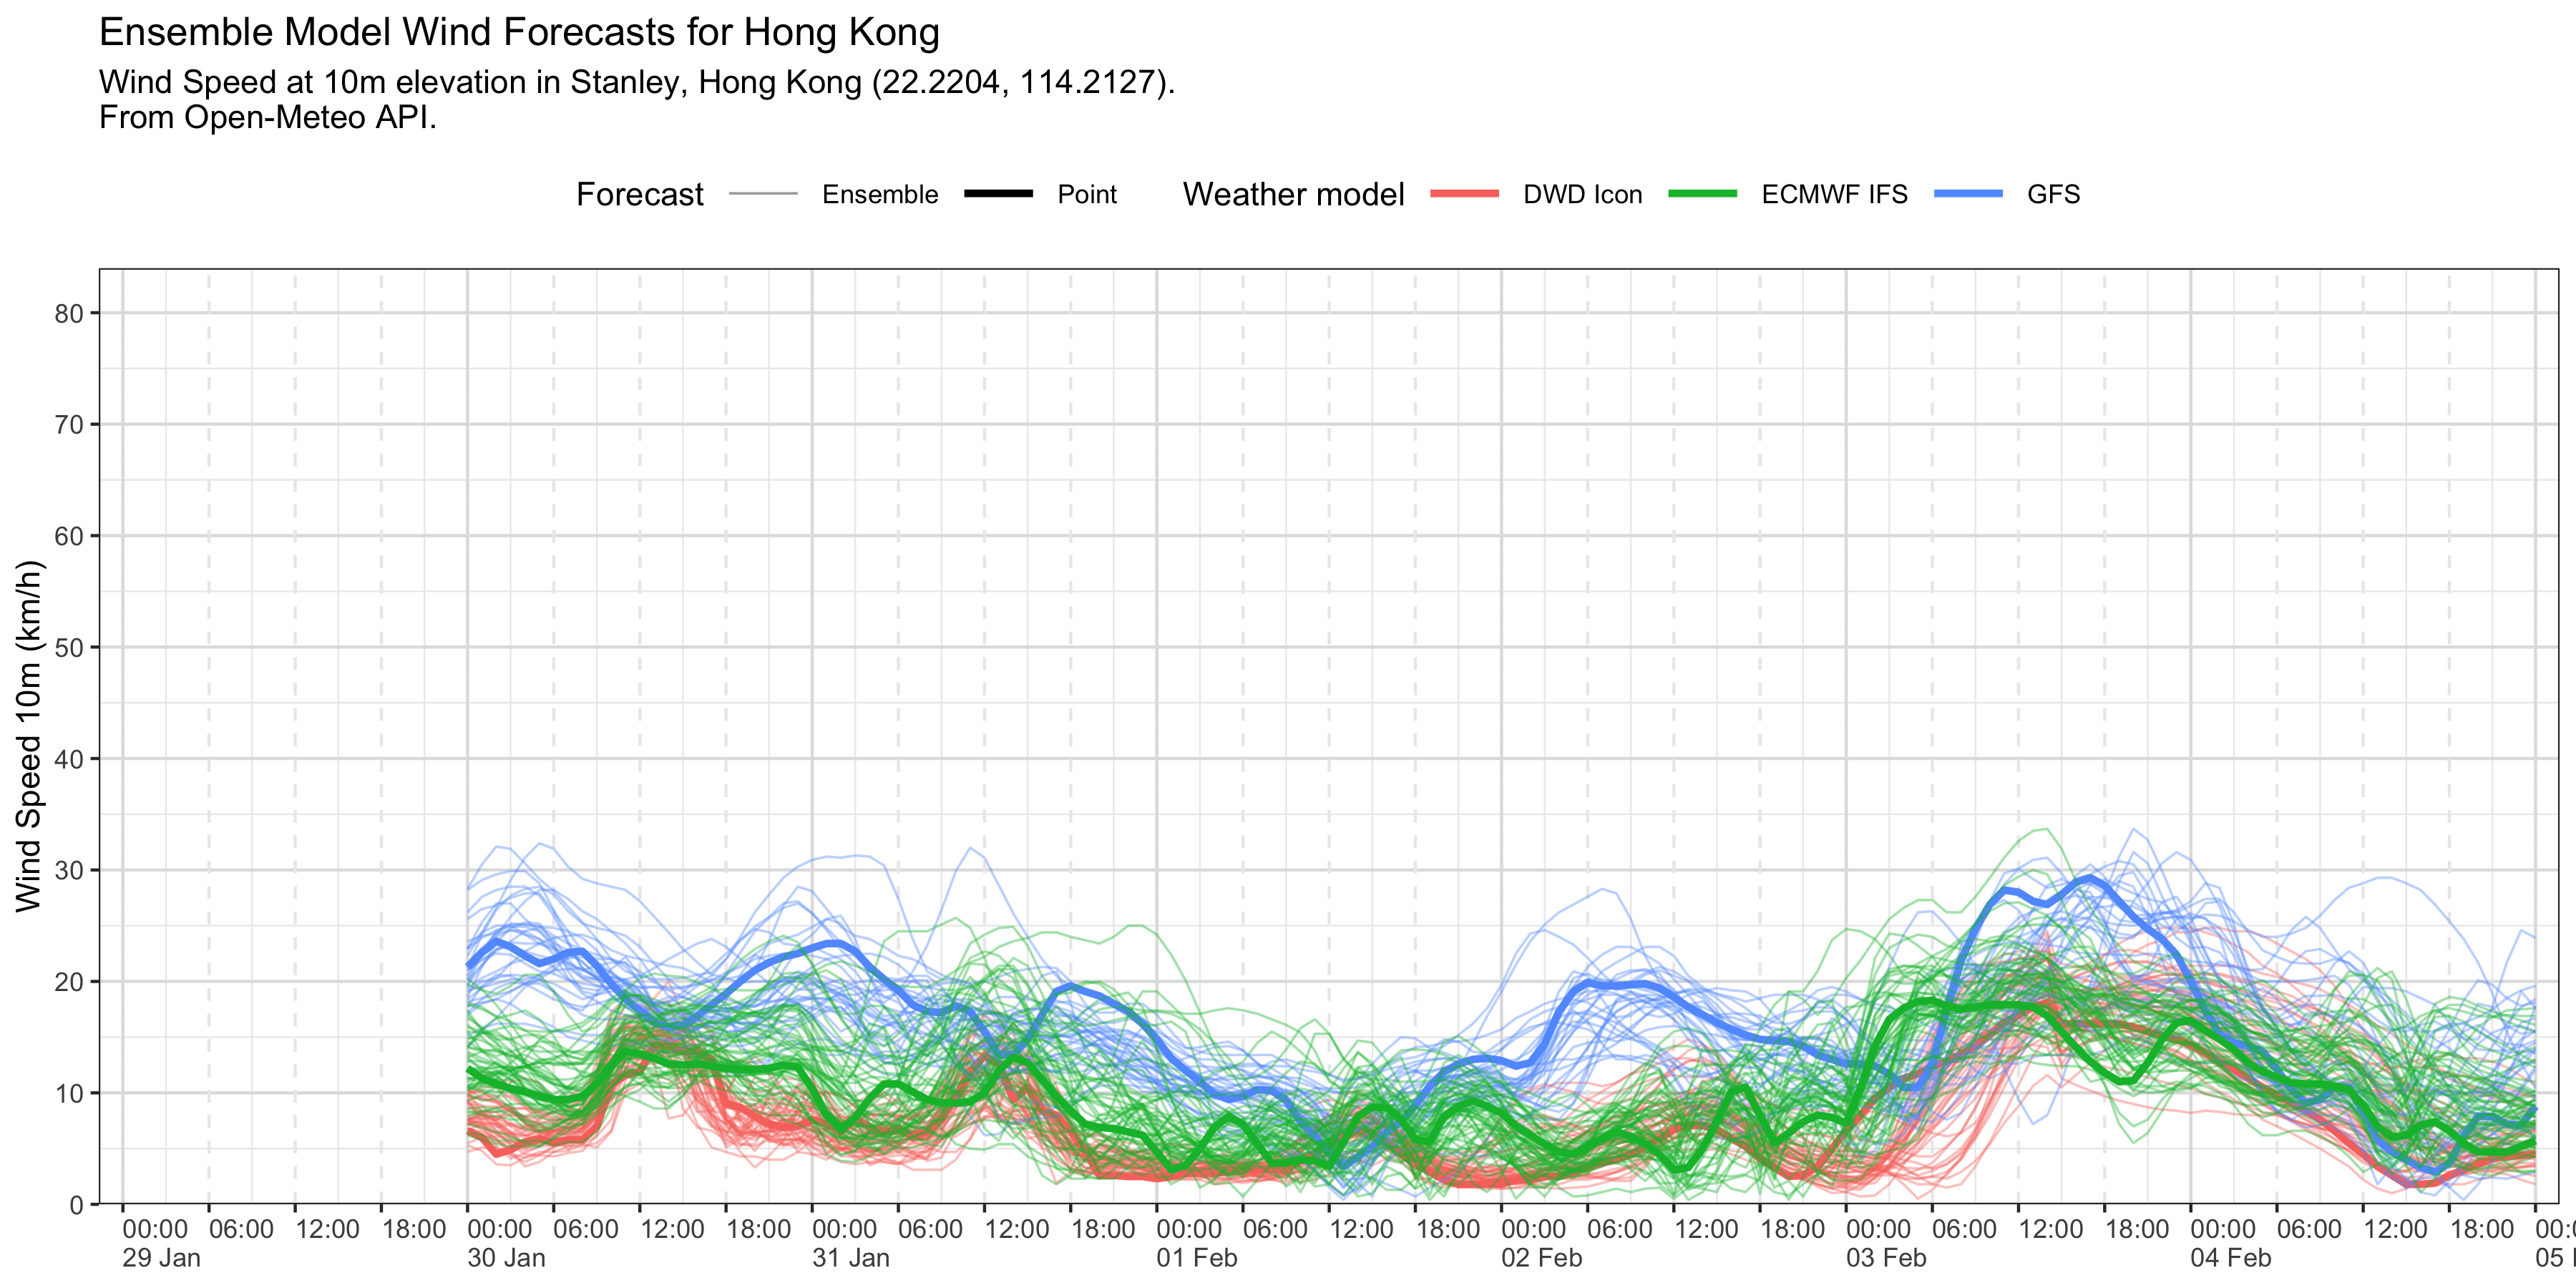 Ensemble Model Wind Forecasts for Hong Kong
Wind Speed at 10m elevation in Stanley, Hong Kong (22.2204, 114.2127).
From Open-Meteo API.
Forecast Ensemble Point Weather model DWD Icon ECMWF IFS GFS
Wind Speed 10m (km/h)
80
70
60
50
40
30
20
10
0
00:00 06:00 12:00 18:00 00:00 06:00 12:00 18:00 00:00 06:00 12:00 18:00 00:00 06:00 12:00 18:00 00:00 06:00 12:00 18:00 00:00 06:00 12:00 18:00 00:00 06:00 12:00 18:00 00:0
29 Jan 30 Jan 31 Jan 01 Feb 02 Feb 03 Feb 04 Feb 05